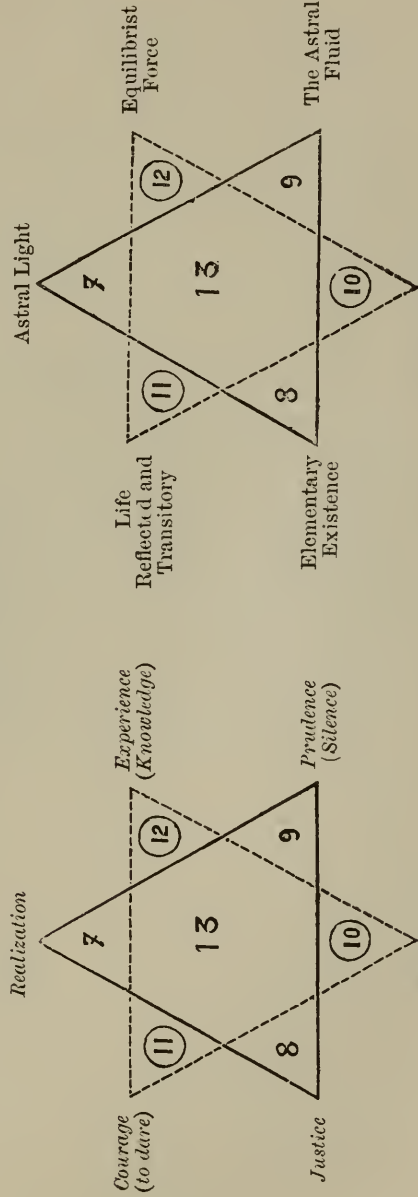 Realization
7
Courage
(to dare)
11
12
Experience
(Knowledge)
13
8
9
Justice
Prudence
(Silence)
10
Astral Light
7
Life
Reflected and
Transitory
11
12
Equilibrist
Force
13
8
9
Elementary
Existence
The Astral
Fluid
10